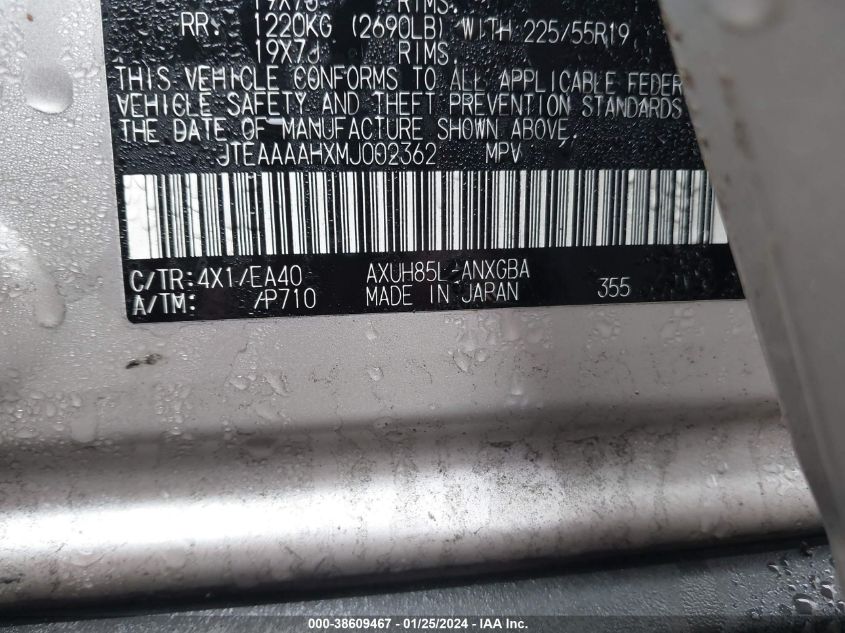 RIMS.
RR: 1220KG (2690LB) WITH 225/55R19
19X7J RIMS.
THIS VEHICLE CONFORMS TO ALL APPLICABLE FEDER
VEHICLE SAFETY AND THEFT PREVENTION STANDARDS
THE DATE OF MANUFACTURE SHOWN ABOVE.
JTEAAAAHXMJ002362 MPV
C/TR: 4X1/EA40 AXUH85L-ANXGBA
A/TM: /P710 MADE IN JAPAN 355
000-38609467 - 01/25/2024 - IAA Inc.